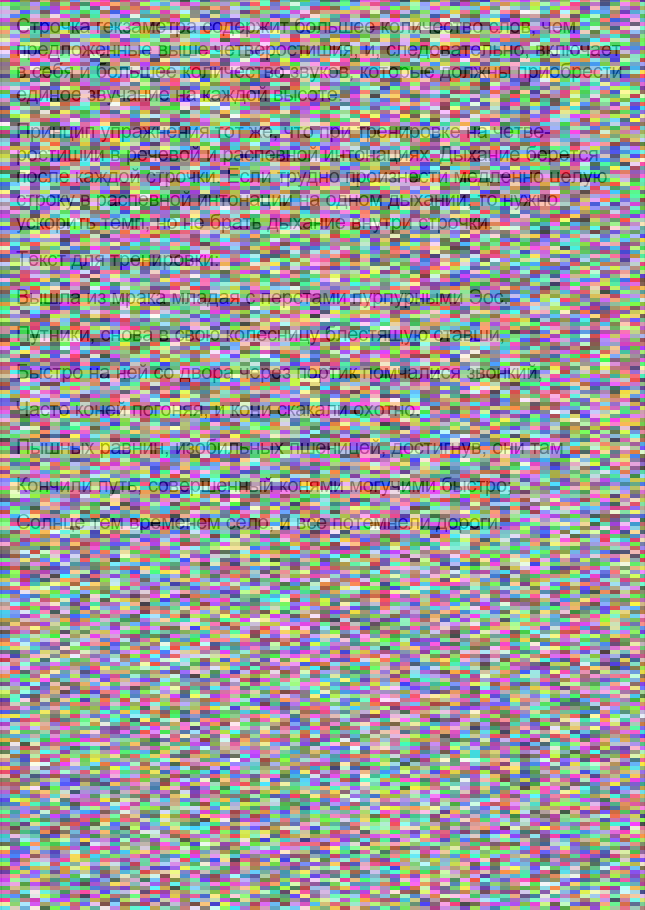 Строчка гекзаметра содержит большее количество слов, чем
предложенные выше четверостишия, и, следовательно, включает
в себя и большее количество звуков, которые должны приобрести
единое звучание на каждой высоте.
Принцип упражнения тот же, что при тренировке на четве-
ростишии в речевой и распевной интонациях. Дыхание берется
после каждой строчки. Если трудно произнести медленно целую
строку в распевной интонации на одном дыхании, то нужно
ускорить темп, но не брать дыхание внутри строчки.
Текст для тренировки:
Вышла из мрака младая с перстами пурпурными Эос.
Путники, снова в свою колесницу блестящую ставши,
Быстро на ней со двора через портик помчалися звонкий,
Часто коней погоняя, и кони скакали охотно.
Пышных равнин, изобильных пшеницей, достигнув, они там
Кончили путь, совершенный конями могучими быстро;
Солнце тем временем село, и все потемнели дороги.